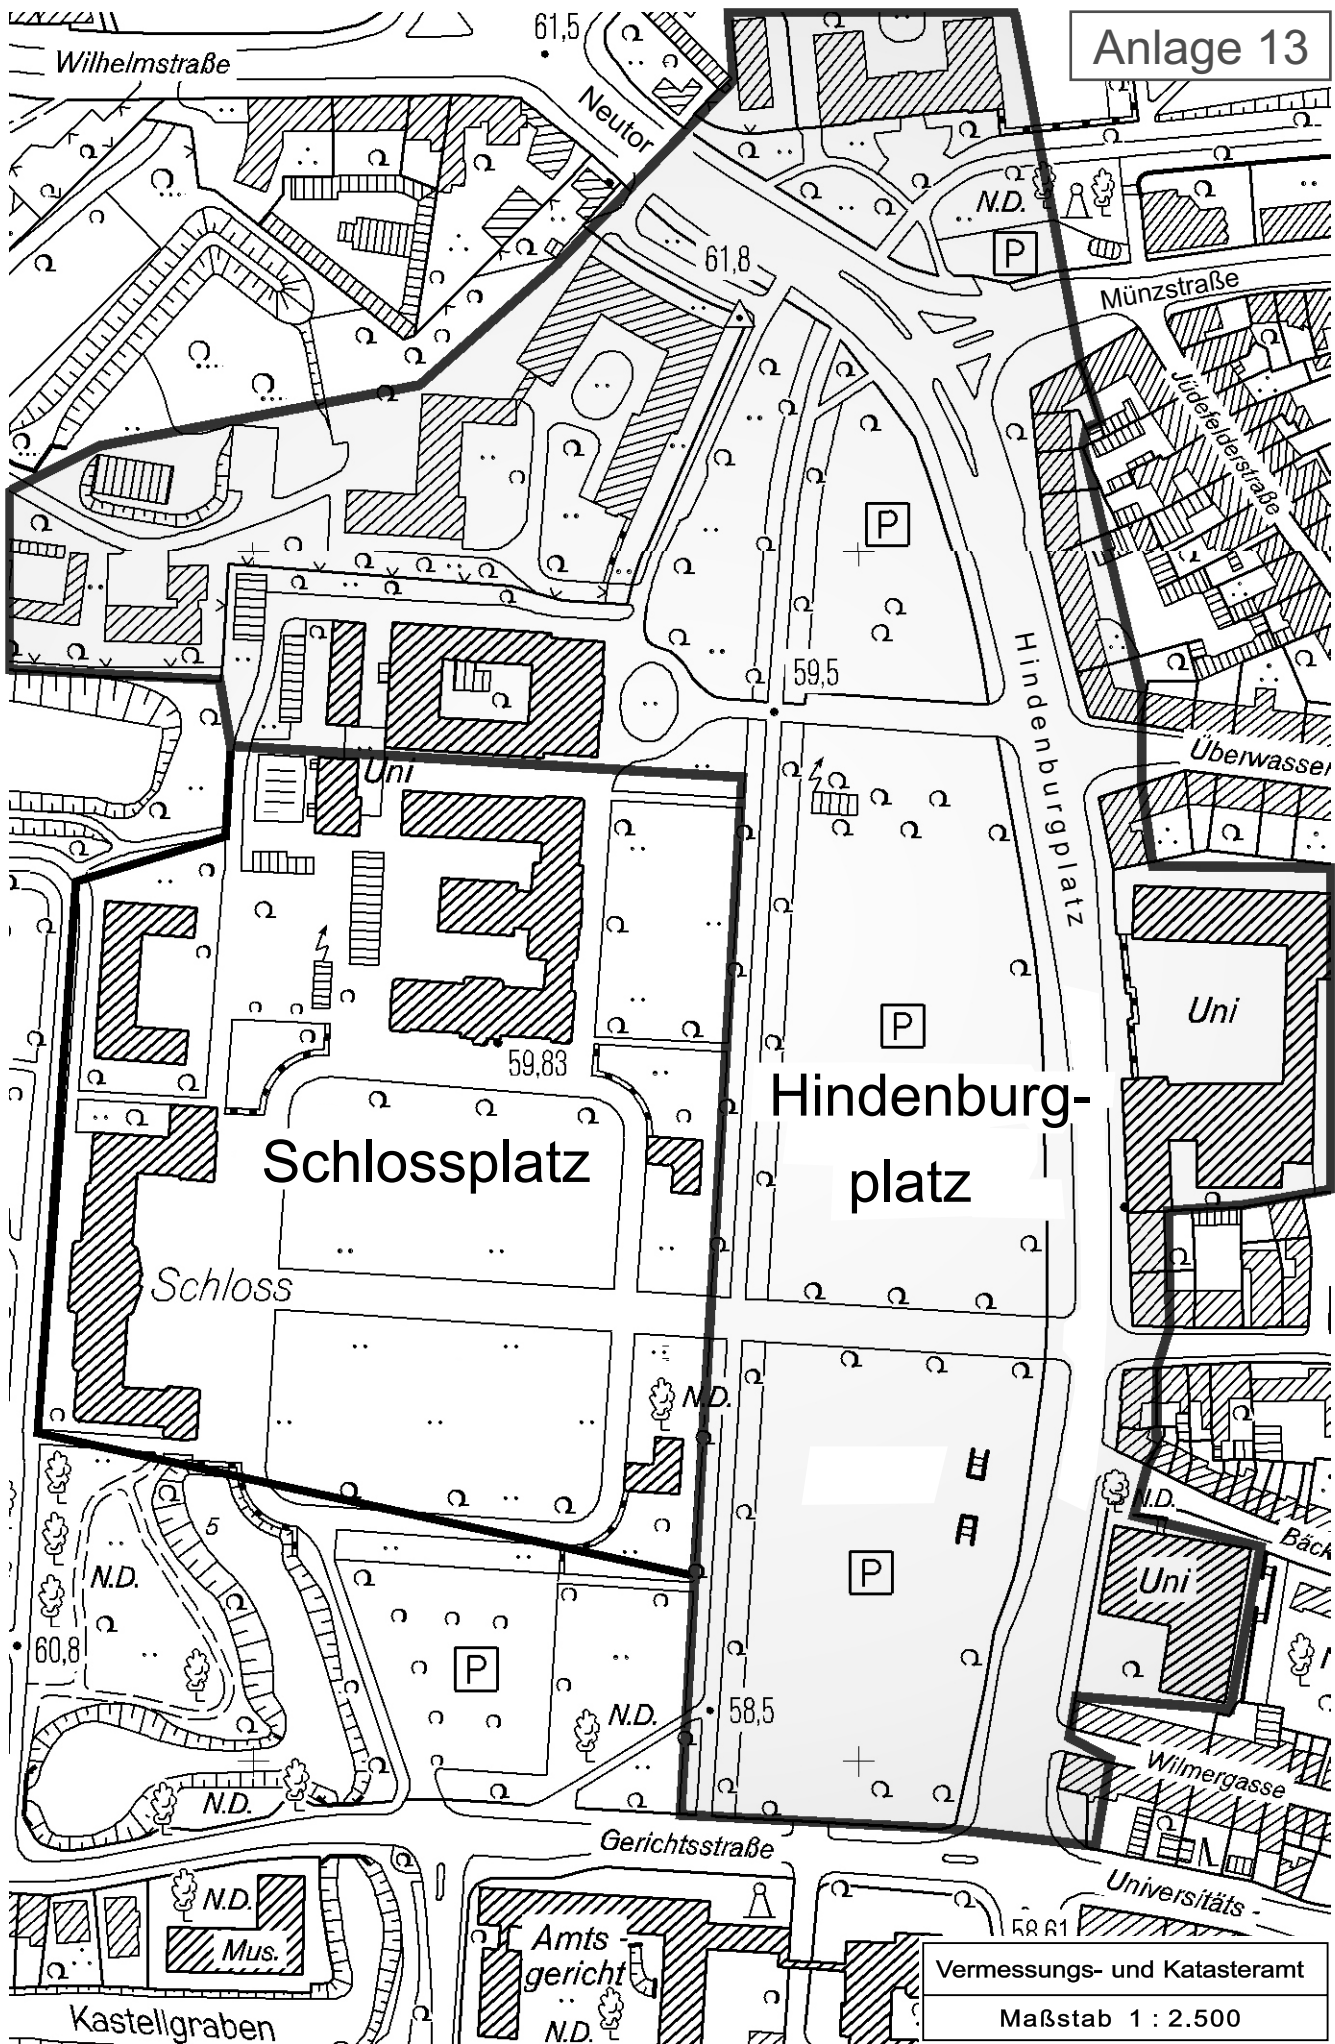 61,5
Anlage 13
Wilhelmstraße
Neutor
N.D.
P
61,8
Münzstraße
Jüdefelderstraße
P
Hindenburgplatz
59,5
Überwasser
Uni
P
Uni
59,83
Hindenburg-
platz
Schlossplatz
Schloss
N.D.
N.D.
5
N.D.
Bäck
P
Uni
60,8
P
N.D.
58,5
Wilmergasse
N.D.
Gerichtsstraße
Universitäts -
N.D.
Mus.
Amts -
gericht
58,61
N.D.
Kastellgraben
Vermessungs- und Katasteramt
Maßstab 1 : 2.500